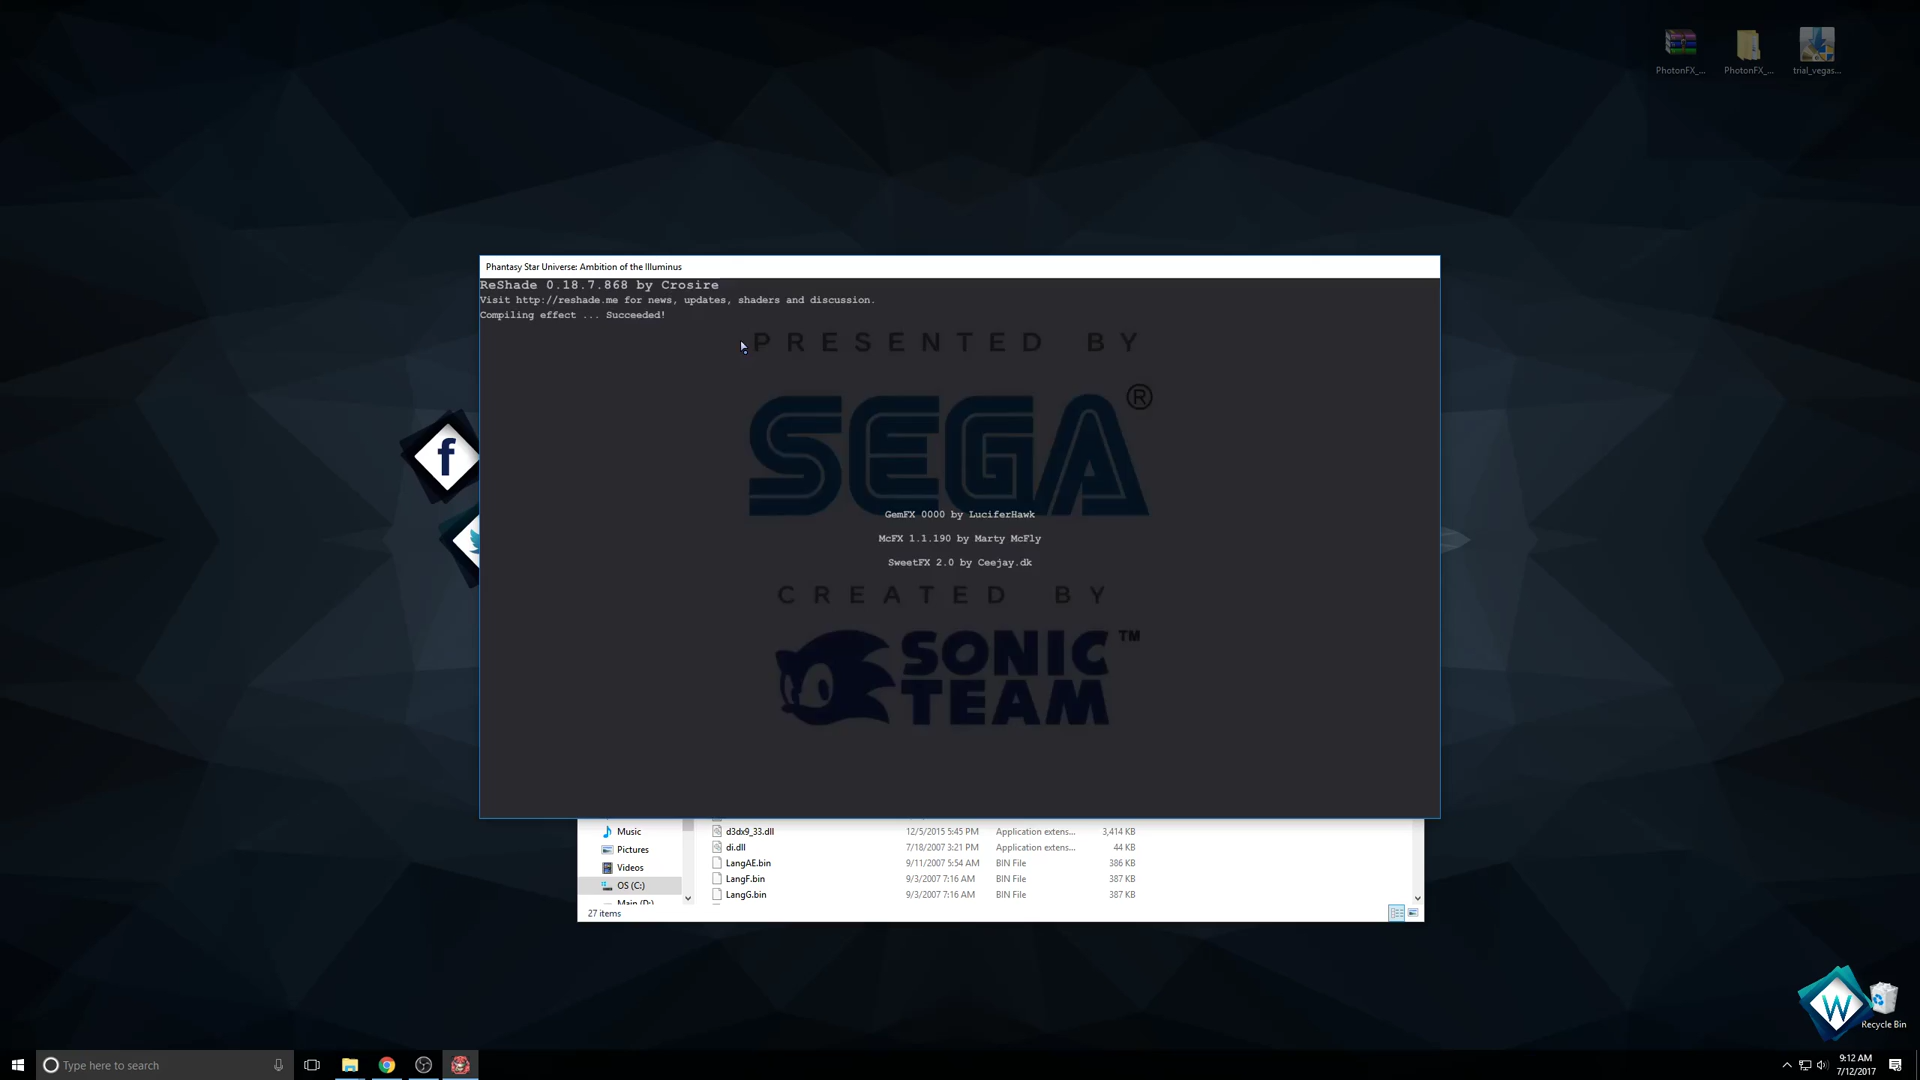 PhotonFX_...
PhotonFX_...
trial_vegas...
Phantasy Star Universe: Ambition of the Illuminus
ReShade 0.18.7.868 by Crosire
Visit http://reshade.me for news, updates, shaders and discussion.
Compiling effect ... Succeeded!
PRESENTED BY
SEGA®
GemFX 0000 by LuciferHawk
McFX 1.1.190 by Marty McFly
SweetFX 2.0 by Ceejay.dk
CREATED BY
SONIC TEAM™
f
Music
Pictures
Videos
OS (C:)
Main (D:)
d3dx9_33.dll 12/5/2015 5:45 PM Application extens... 3,414 KB
di.dll 7/18/2007 3:21 PM Application extens... 44 KB
LangAE.bin 9/11/2007 5:54 AM BIN File 386 KB
LangF.bin 9/3/2007 7:16 AM BIN File 387 KB
LangG.bin 9/3/2007 7:16 AM BIN File 387 KB
27 items
W
Recycle Bin
Type here to search
9:12 AM
7/12/2017